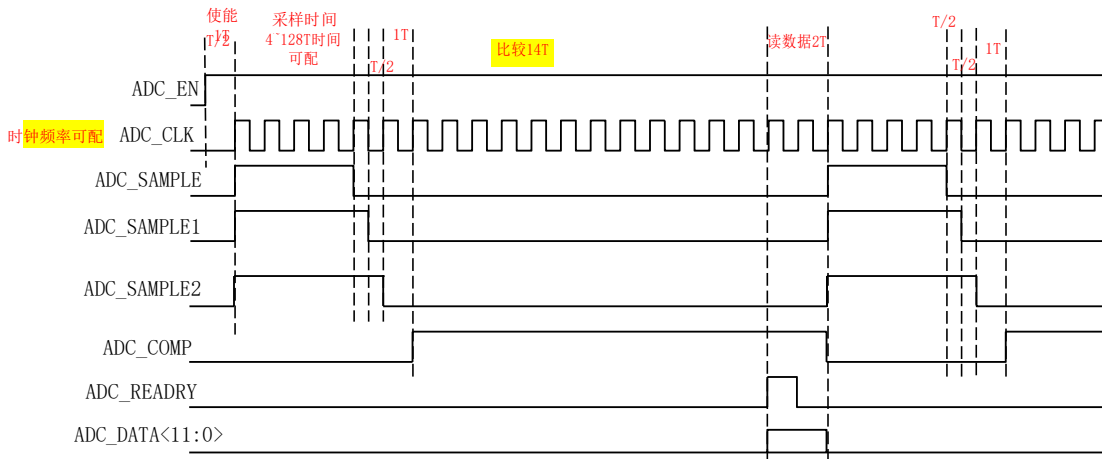 使能
1T
T/2
采样时间
4~128T时间
可配
T/2
1T
比较14T
读数据2T
T/2
T/2
1T
ADC_EN
时钟频率可配
ADC_CLK
ADC_SAMPLE
ADC_SAMPLE1
ADC_SAMPLE2
ADC_COMP
ADC_READRY
ADC_DATA<11:0>